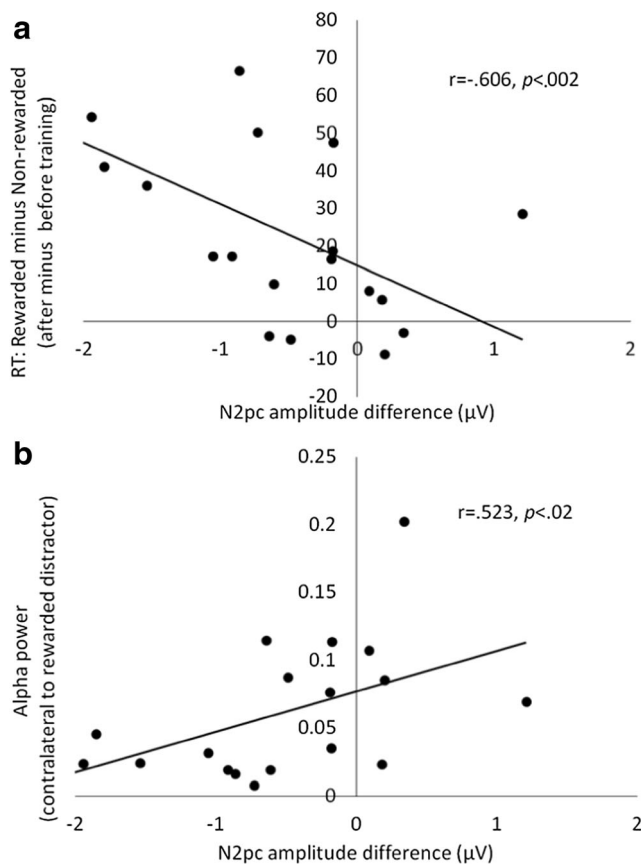 a
80
70
60
50
40
30
20
10
0
-10
-20
-2
-1
0
1
2
r=-.606, p<.002
RT: Rewarded minus Non-rewarded
(after minus before training)
N2pc amplitude difference (µV)
b
0.25
0.2
0.15
0.1
0.05
0
-2
-1
0
1
2
r=.523, p<.02
Alpha power
(contralateral to rewarded distractor)
N2pc amplitude difference (µV)